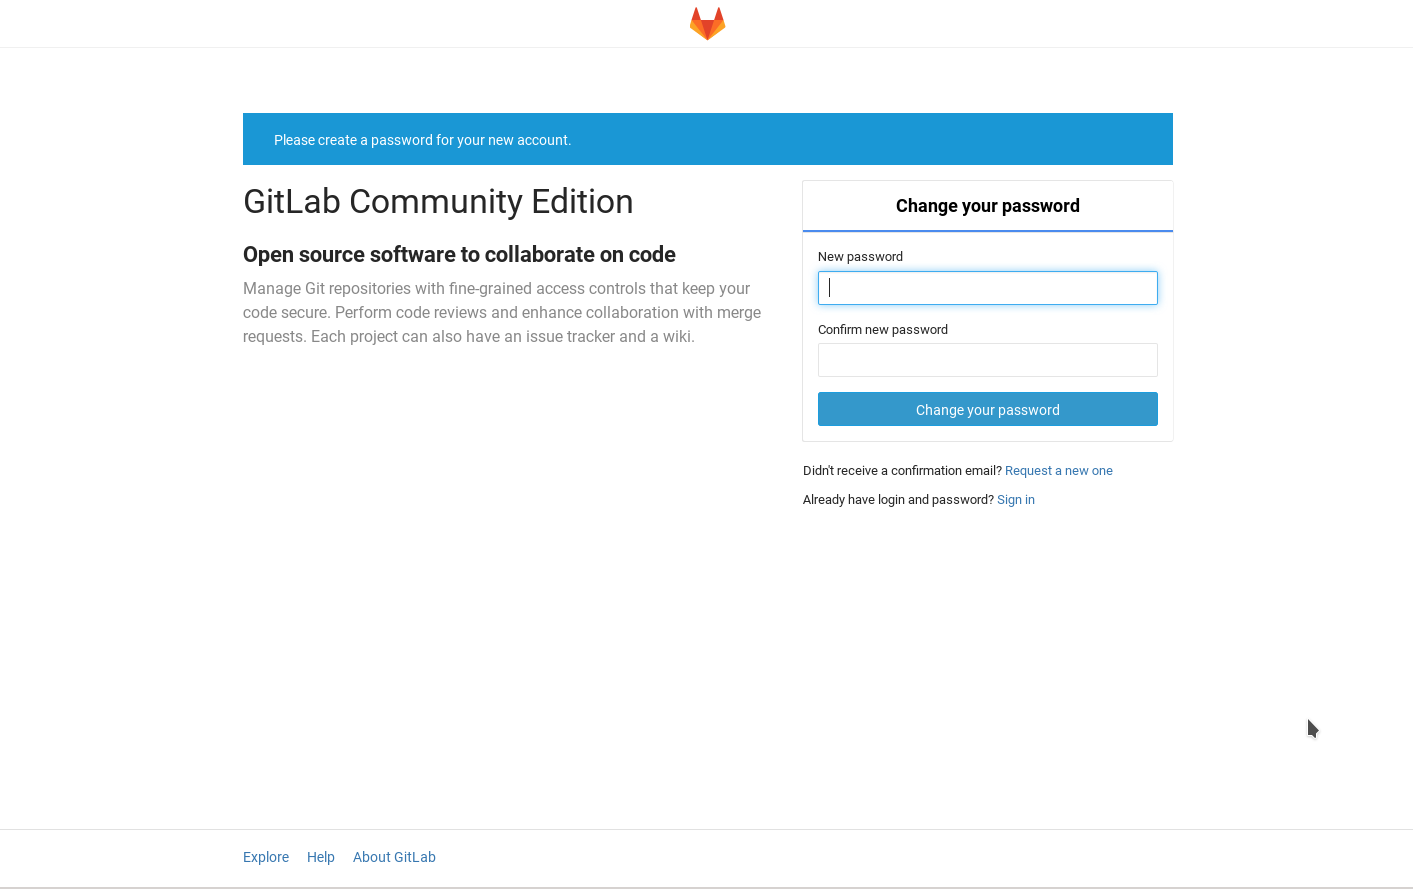 Please create a password for your new account.
GitLab Community Edition
Open source software to collaborate on code
Manage Git repositories with fine-grained access controls that keep your
code secure. Perform code reviews and enhance collaboration with merge
requests. Each project can also have an issue tracker and a wiki.
Change your password
New password
Confirm new password
Change your password
Didn't receive a confirmation email? Request a new one
Already have login and password? Sign in
Explore Help About GitLab